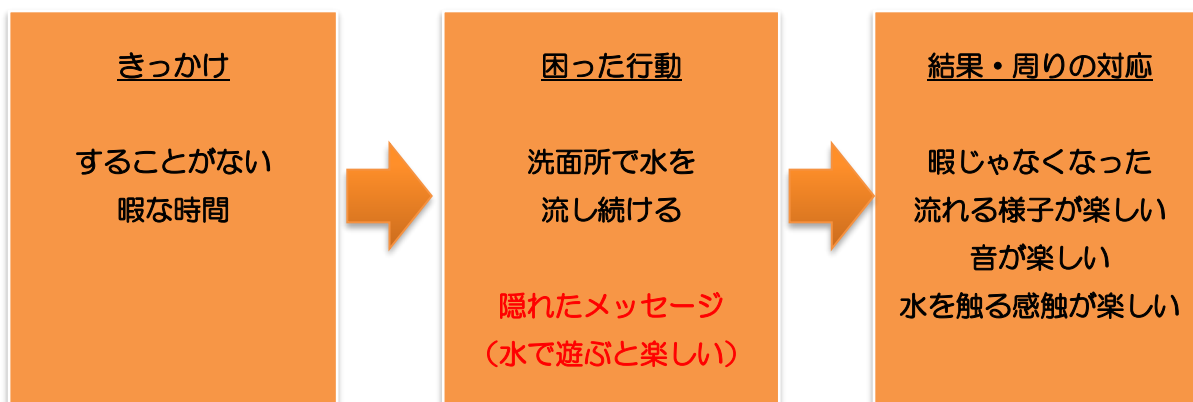 きっかけ
することがない
暇な時間
困った行動
洗面所で水を
流し続ける
隠れたメッセージ
（水で遊ぶと楽しい）
結果・周りの対応
暇じゃなくなった
流れる様子が楽しい
音が楽しい
水を触る感触が楽しい